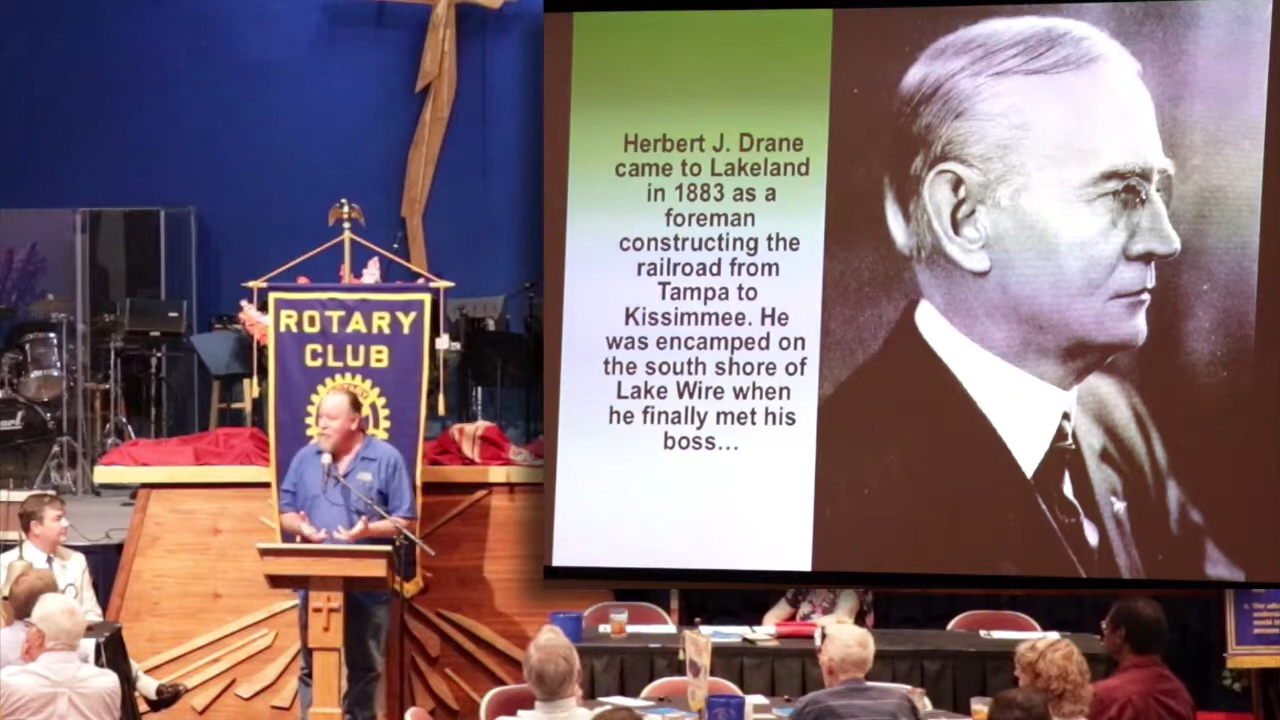 Herbert J. Drane
came to Lakeland
in 1883 as a
foreman
constructing the
railroad from
Tampa to
Kissimmee. He
was encamped on
the south shore of
Lake Wire when
he finally met his
boss...
ROTARY
CLUB